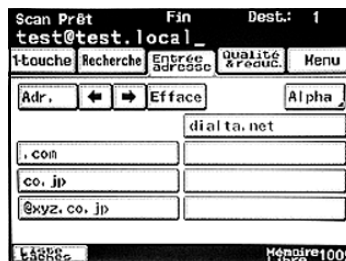 Scan Prêt Fin Dest.: 1
test@test.local_
1-touche Recherche Entrée adresse Qualité & réduc. Menu
Adr. ← → Efface Alpha
dialta.net
.com
co. jp
@xyz.co. jp
Liste tâches Mémoire Libre 100